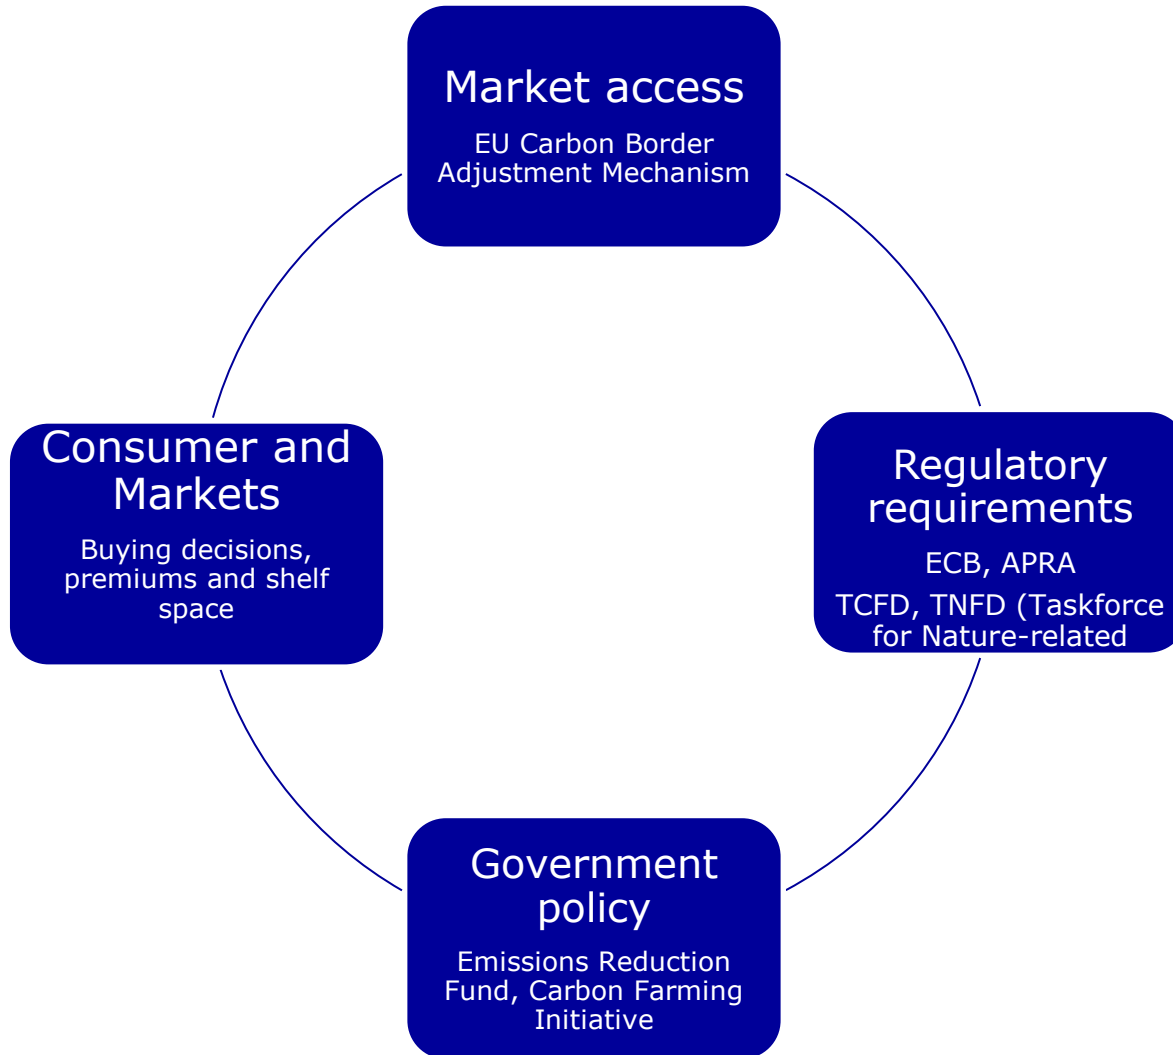 Market access
EU Carbon Border
Adjustment Mechanism
Consumer and
Markets
Buying decisions,
premiums and shelf
space
Regulatory
requirements
ECB, APRA
TCFD, TNFD (Taskforce
for Nature-related
Government
policy
Emissions Reduction
Fund, Carbon Farming
Initiative